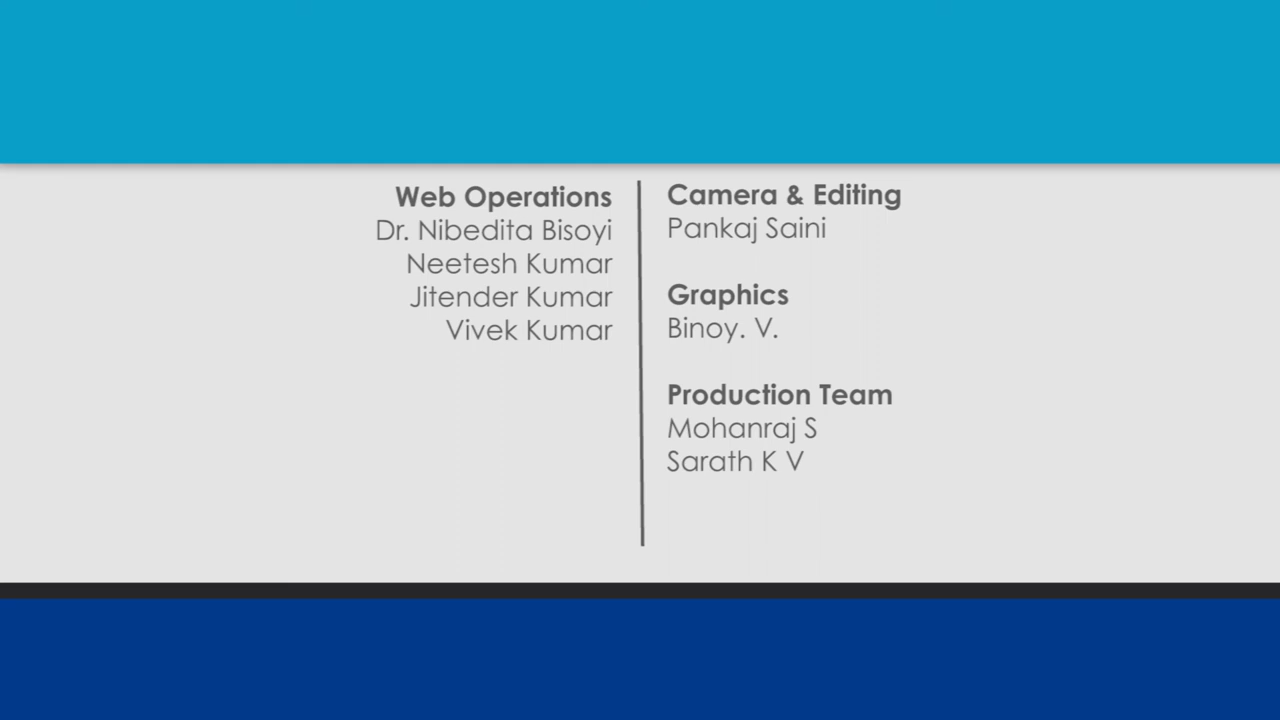 Web Operations
Dr. Nibedita Bisoyi
Neetesh Kumar
Jitender Kumar
Vivek Kumar
Camera & Editing
Pankaj Saini
Graphics
Binoy. V.
Production Team
Mohanraj S
Sarath K V